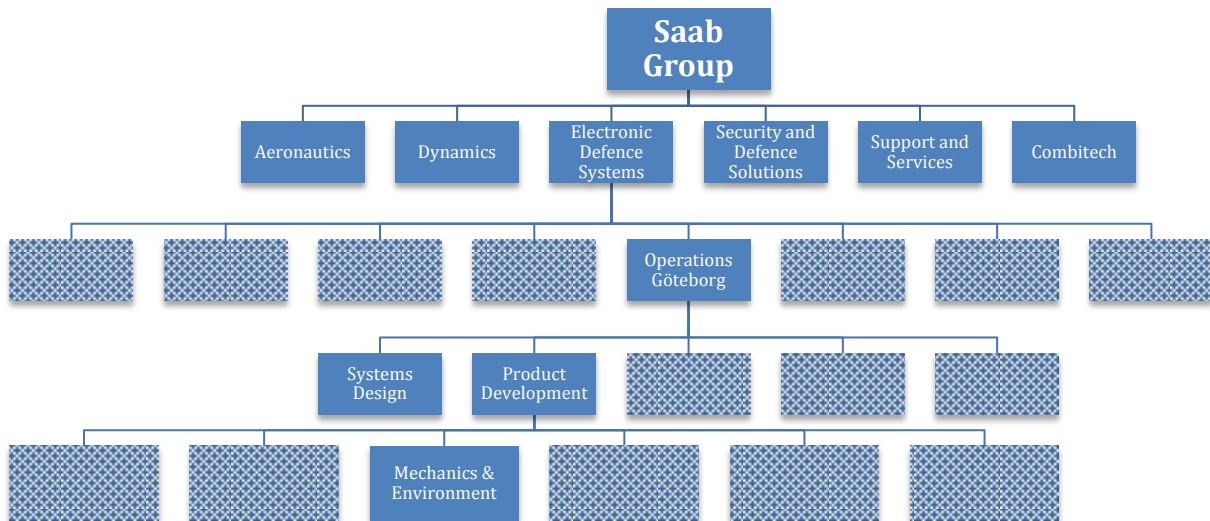 Saab
Group
Aeronautics
Dynamics
Electronic
Defence
Systems
Security and
Defence
Solutions
Support and
Services
Combitech
Operations
Göteborg
Systems
Design
Product
Development
Mechanics &
Environment